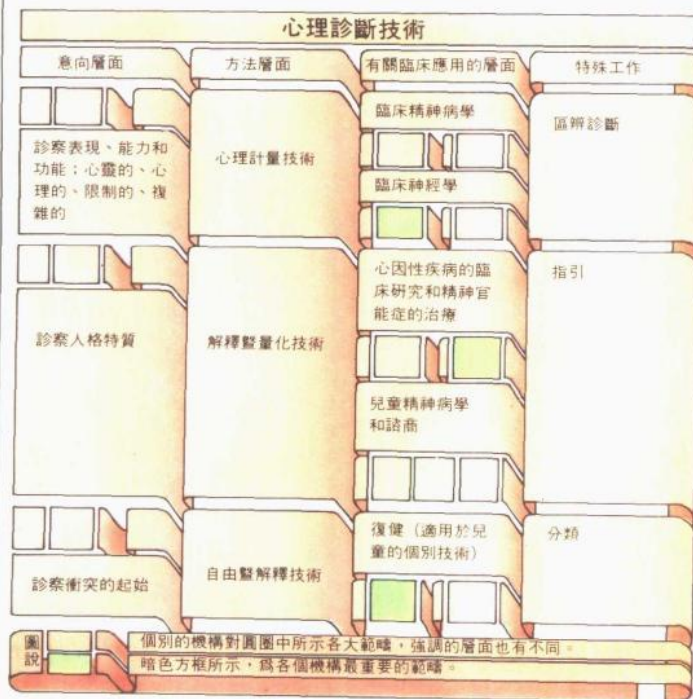 心理診斷技術
意向層面
方法層面
有關臨床應用的層面
特殊工作
診察表現、能力和
功能；心靈的、心
理的、限制的、複
雜的
心理計量技術
臨床精神病學
臨床神經學
區辨診斷
診察人格特質
解釋暨量化技術
心因性疾病的臨
床研究和精神官
能症的治療
兒童精神病學
和諮商
指引
診察衝突的起始
自由暨解釋技術
復健（適用於兒
童的個別技術）
分類
圖說
個別的機構對圓圈中所示各大範疇，強調的層面也有不同。
暗色方框所示，爲各個機構最重要的範疇。